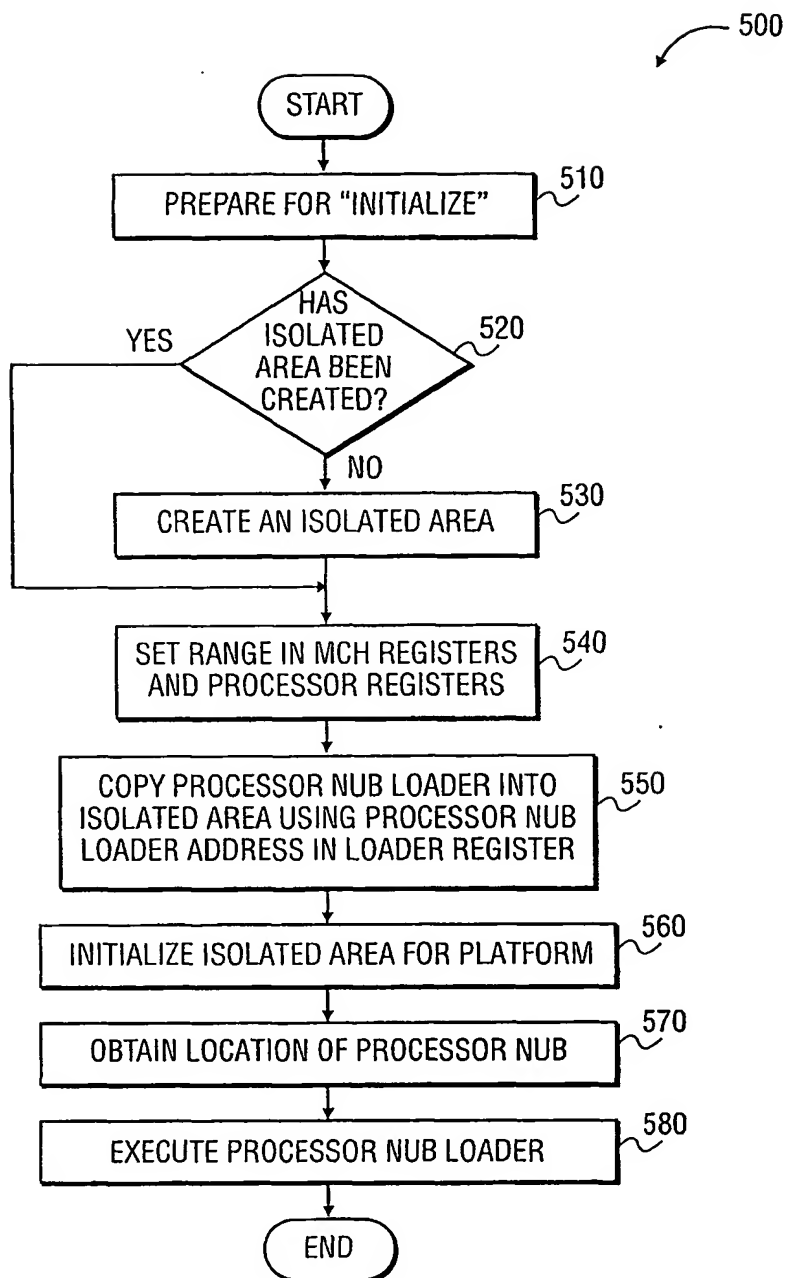 500
START
PREPARE FOR “INITIALIZE”
510
HAS
ISOLATED
AREA BEEN
CREATED?
520
YES
NO
CREATE AN ISOLATED AREA
530
SET RANGE IN MCH REGISTERS
AND PROCESSOR REGISTERS
540
COPY PROCESSOR NUB LOADER INTO
ISOLATED AREA USING PROCESSOR NUB
LOADER ADDRESS IN LOADER REGISTER
550
INITIALIZE ISOLATED AREA FOR PLATFORM
560
OBTAIN LOCATION OF PROCESSOR NUB
570
EXECUTE PROCESSOR NUB LOADER
580
END